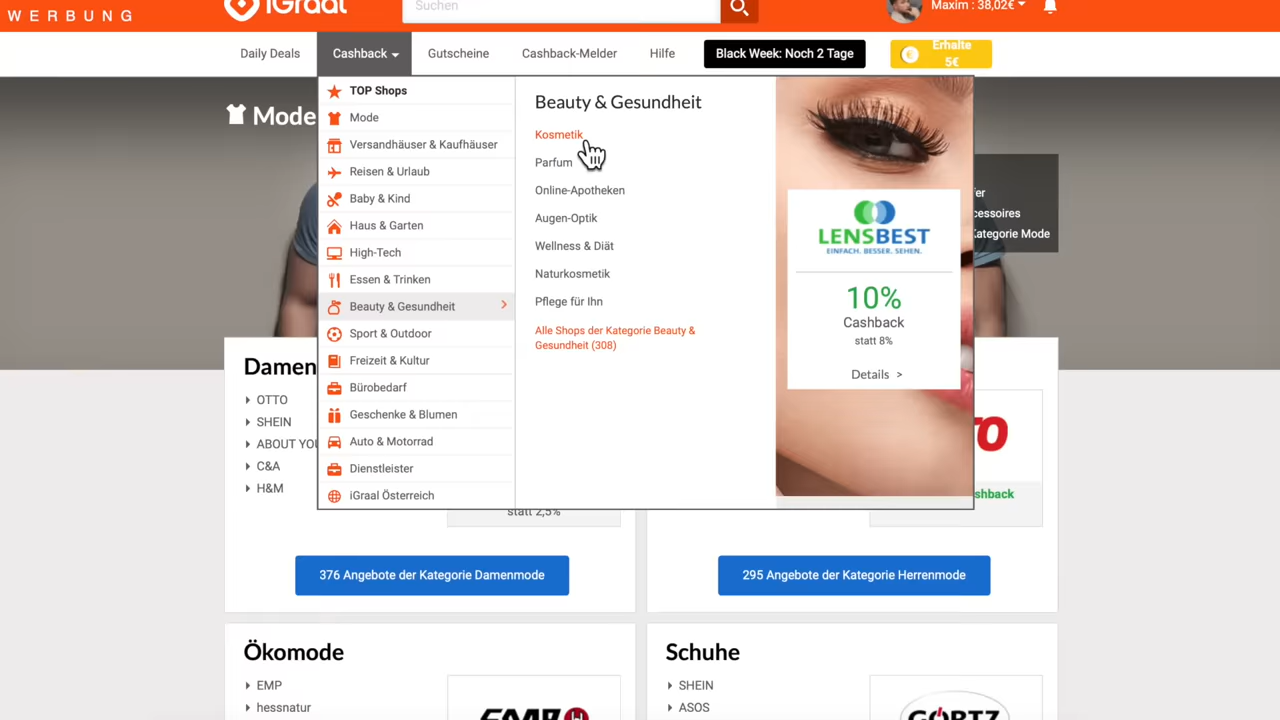 WERBUNG
iGraal
Suchen
Maxim : 38,02€
Daily Deals
Cashback
Gutscheine
Cashback-Melder
Hilfe
Black Week: Noch 2 Tage
Erhalte
5€
Mode
TOP Shops
Mode
Versandhäuser & Kaufhäuser
Reisen & Urlaub
Baby & Kind
Haus & Garten
High-Tech
Essen & Trinken
Beauty & Gesundheit
Sport & Outdoor
Freizeit & Kultur
Bürobedarf
Geschenke & Blumen
Auto & Motorrad
Dienstleister
iGraal Österreich
Beauty & Gesundheit
Kosmetik
Parfum
Online-Apotheken
Augen-Optik
Wellness & Diät
Naturkosmetik
Pflege für Ihn
Alle Shops der Kategorie Beauty &
Gesundheit (308)
LENSBEST
EINFACH. BESSER. SEHEN.
10%
Cashback
statt 8%
Details >
Kategorie Mode
Damen
OTTO
SHEIN
ABOUT YOU
C&A
H&M
statt 2,5%
376 Angebote der Kategorie Damenmode
295 Angebote der Kategorie Herrenmode
Ökomode
EMP
hessnatur
EMP
Schuhe
SHEIN
ASOS
GÖRTZ